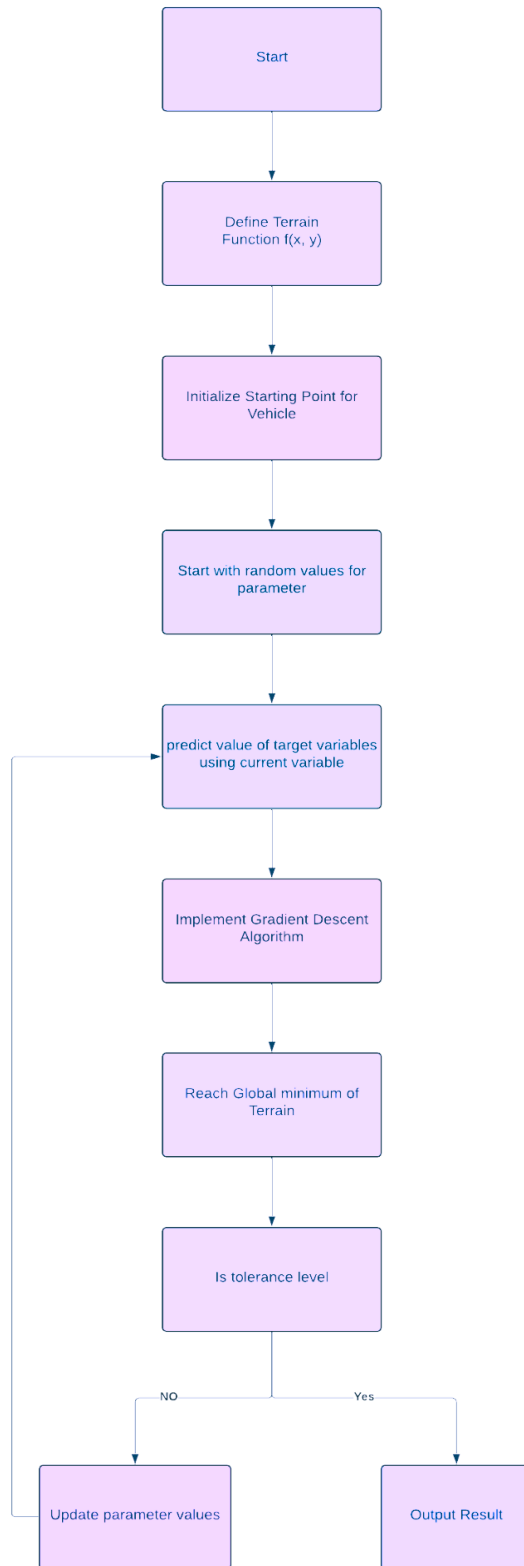 Start
Define Terrain
Function f(x, y)
Initialize Starting Point for
Vehicle
Start with random values for
parameter
predict value of target variables
using current variable
Implement Gradient Descent
Algorithm
Reach Global minimum of
Terrain
Is tolerance level
NO
Yes
Update parameter values
Output Result